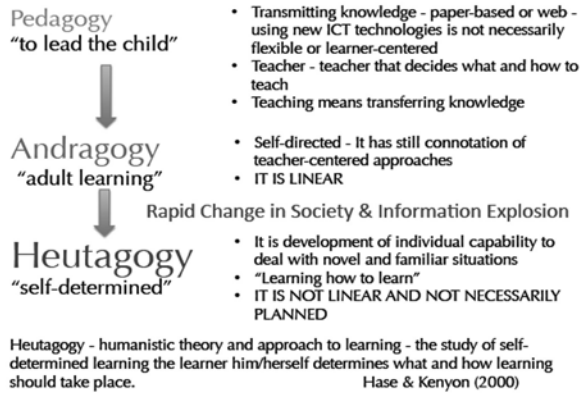 Pedagogy
“to lead the child”
• Transmitting knowledge - paper-based or web -
using new ICT technologies is not necessarily
flexible or learner-centered
• Teacher - teacher that decides what and how to
teach
• Teaching means transferring knowledge
Andragogy
“adult learning”
• Self-directed - It has still connotation of
teacher-centered approaches
• IT IS LINEAR
Rapid Change in Society & Information Explosion
Heutagogy
“self-determined”
• It is development of individual capability to
deal with novel and familiar situations
• “Learning how to learn”
• IT IS NOT LINEAR AND NOT NECESSARILY
PLANNED
Heutagogy - humanistic theory and approach to learning - the study of self-
determined learning the learner him/herself determines what and how learning
should take place. Hase & Kenyon (2000)